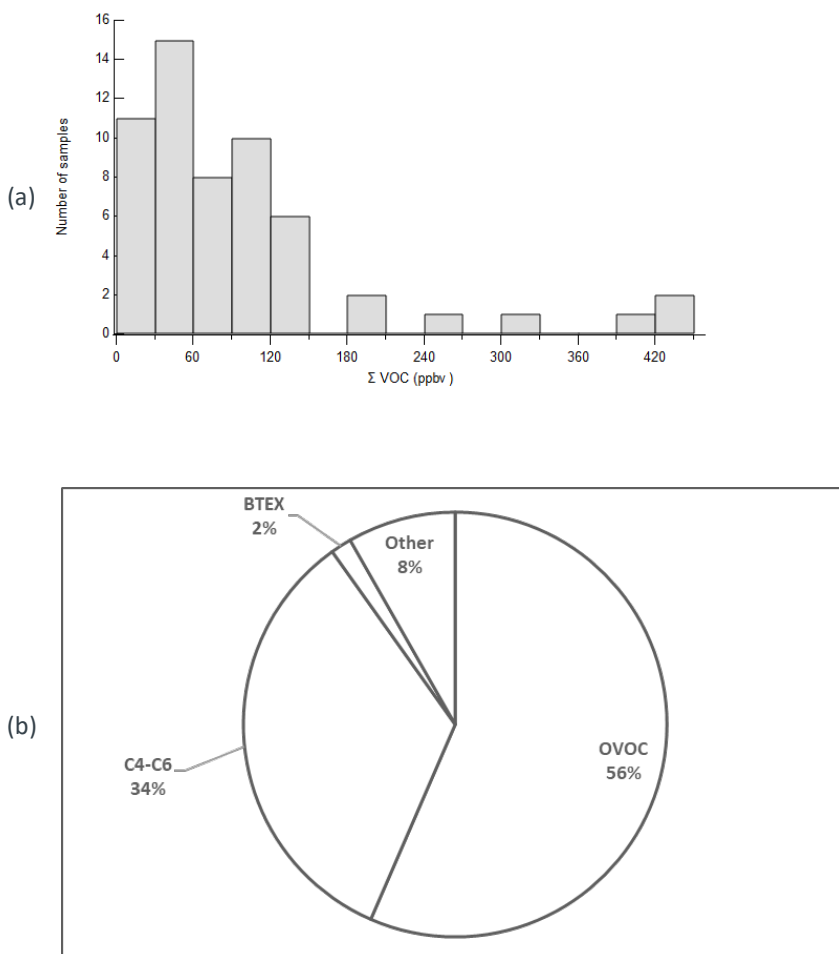 (a)
Number of samples
16
14
12
10
8
6
4
2
0
0 60 120 180 240 300 360 420
Σ VOC (ppbv )
(b)
BTEX
2%
Other
8%
C4-C6
34%
OVOC
56%